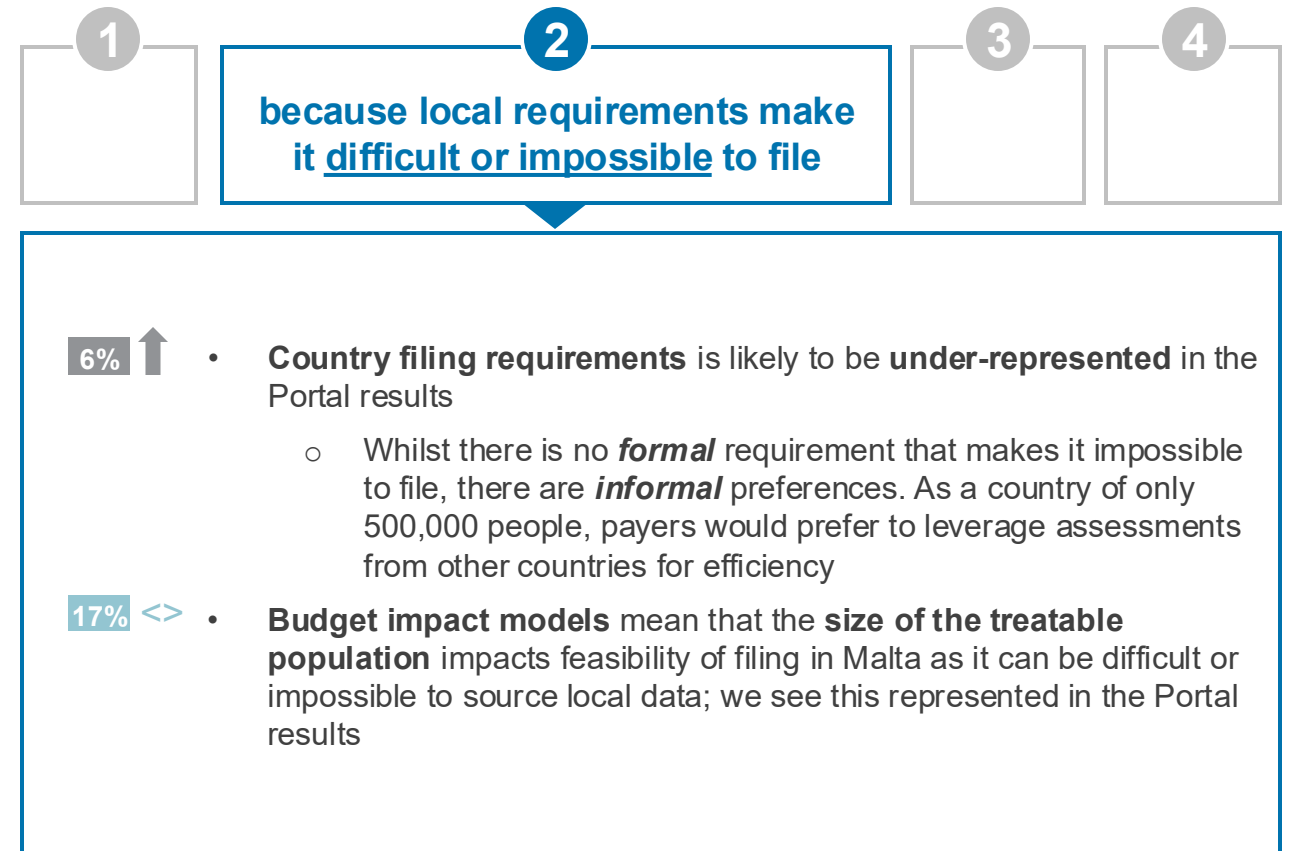 1
2
3
4
because local requirements make
it difficult or impossible to file
6%
• Country filing requirements is likely to be under-represented in the
Portal results
○ Whilst there is no formal requirement that makes it impossible
to file, there are informal preferences. As a country of only
500,000 people, payers would prefer to leverage assessments
from other countries for efficiency
17% <>
• Budget impact models mean that the size of the treatable
population impacts feasibility of filing in Malta as it can be difficult or
impossible to source local data; we see this represented in the Portal
results